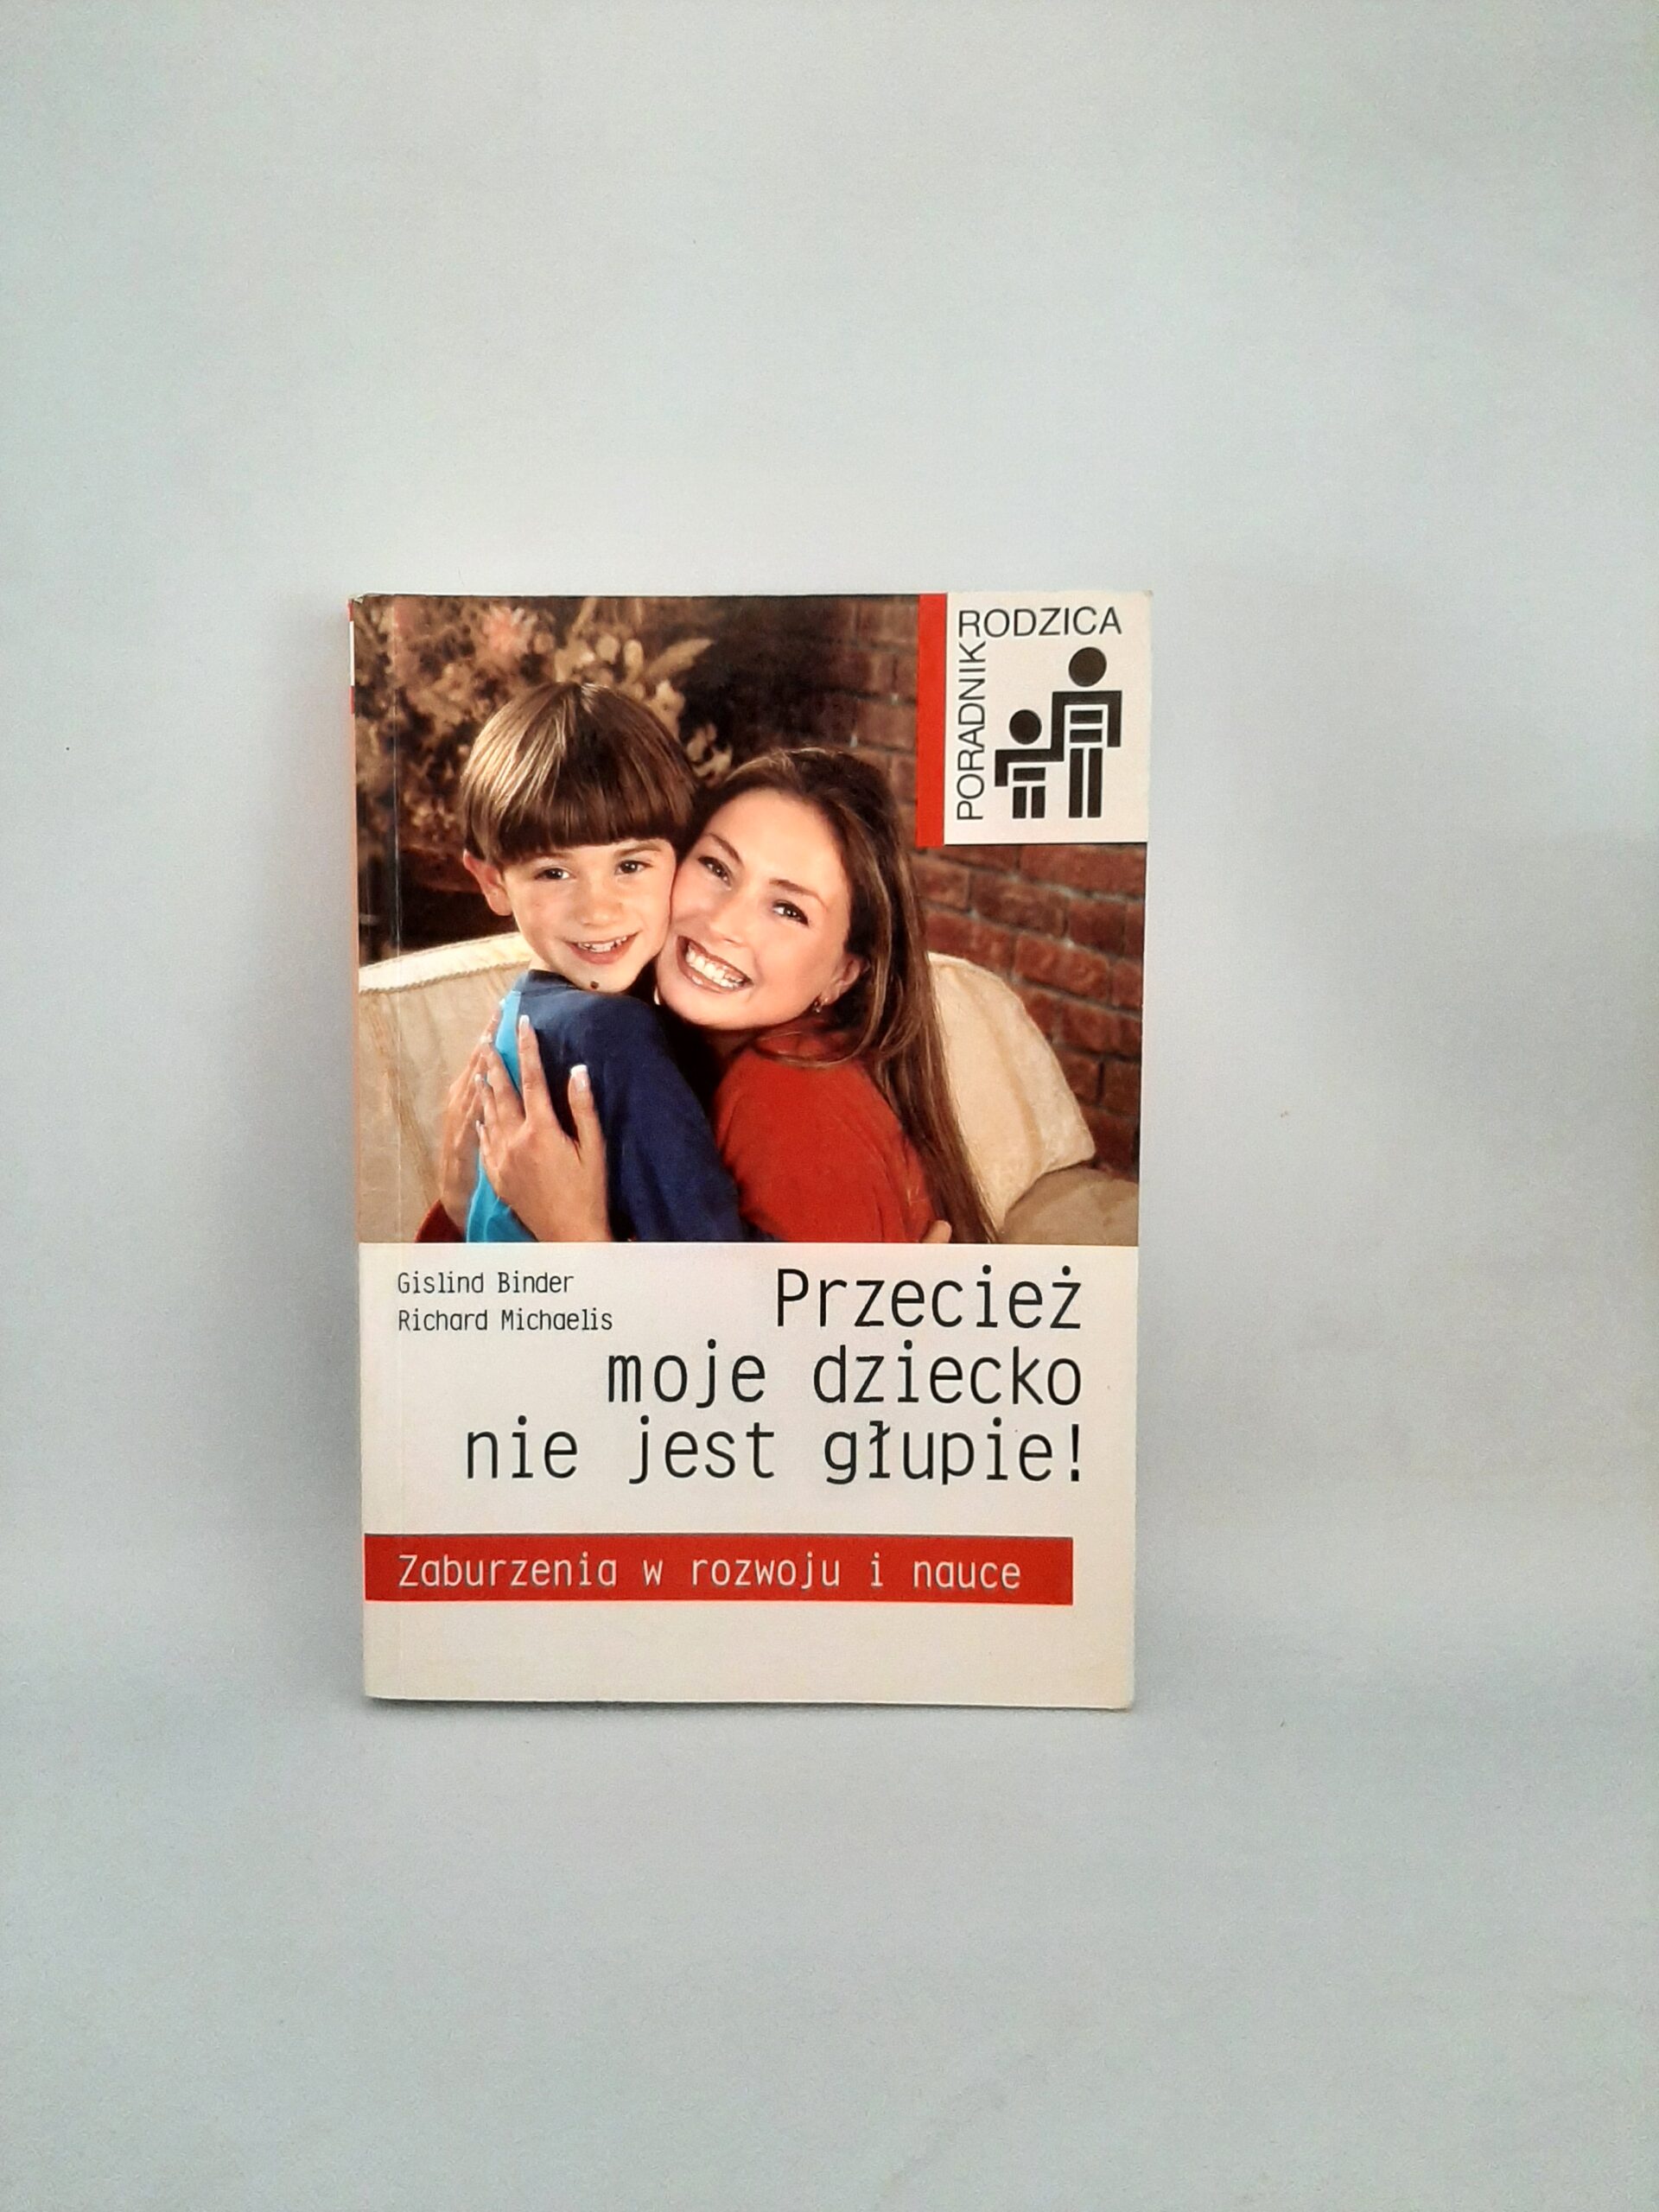 PORADNIK
RODZICA
Gislind Binder
Richard Michaelis
Przecież
moje dziecko
nie jest głupie!
Zaburzenia w rozwoju i nauce